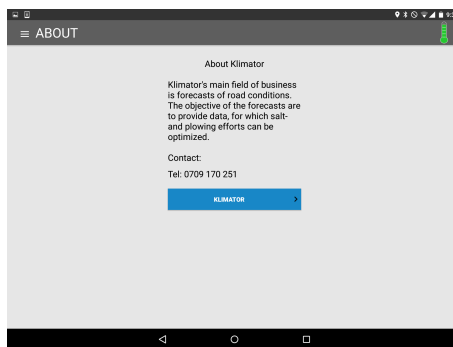 ABOUT
About Klimator
Klimator's main field of business
is forecasts of road conditions.
The objective of the forecasts are
to provide data, for which salt-
and plowing efforts can be
optimized.
Contact:
Tel: 0709 170 251
KLIMATOR